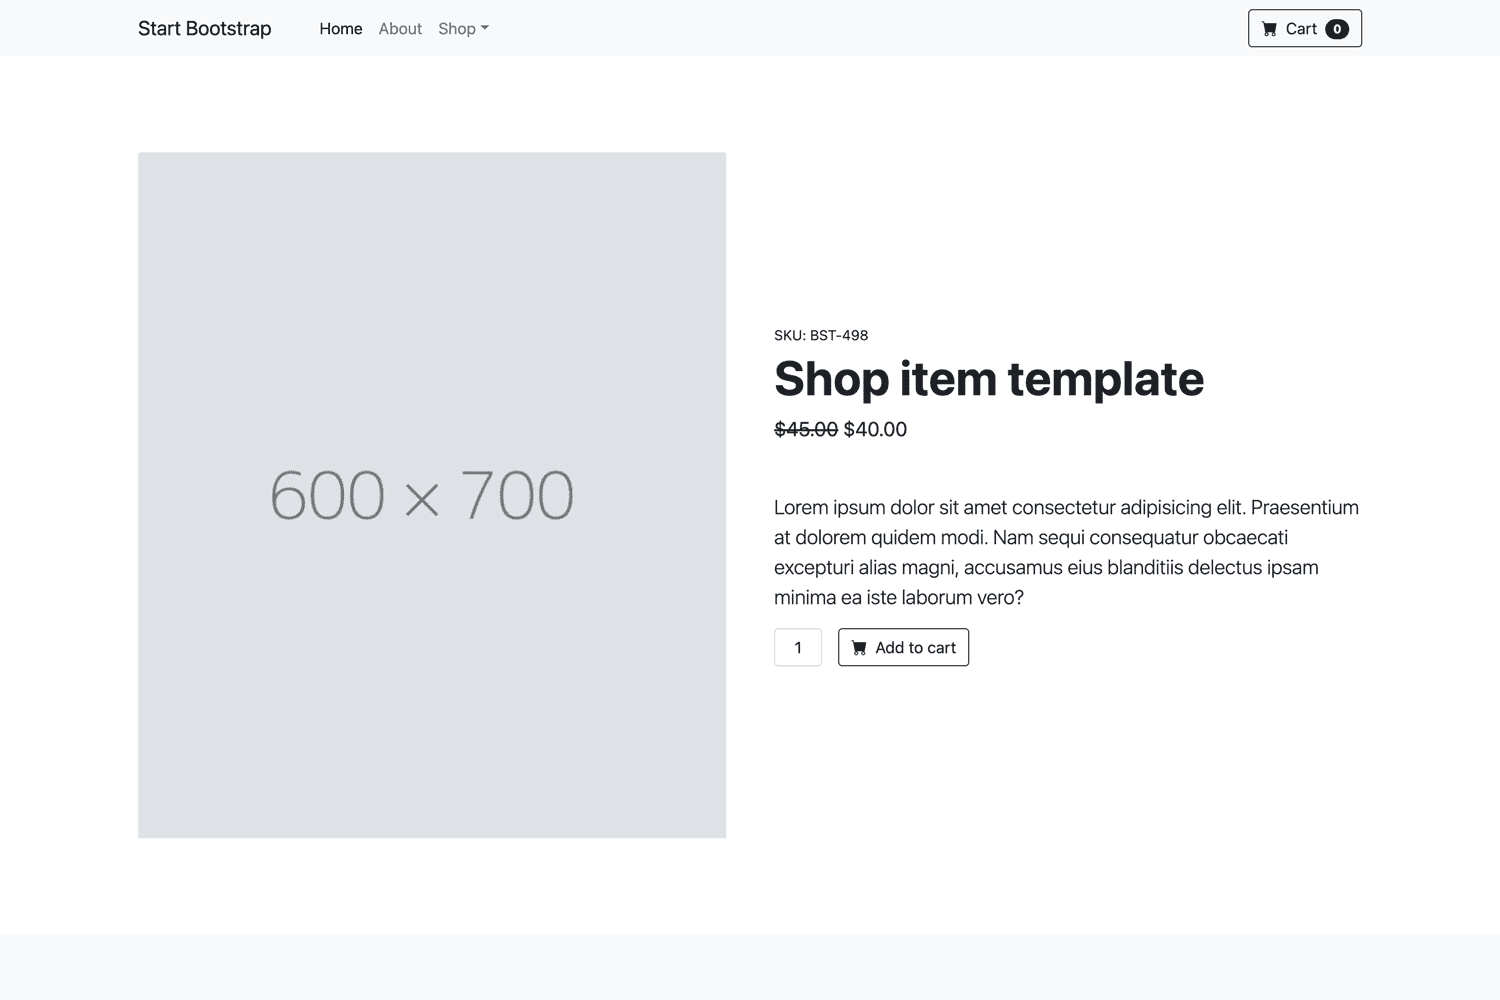 Start Bootstrap Home About Shop Cart 0
600 × 700
SKU: BST-498
Shop item template
$45.00 $40.00
Lorem ipsum dolor sit amet consectetur adipisicing elit. Praesentium
at dolorem quidem modi. Nam sequi consequatur obcaecati
excepturi alias magni, accusamus eius blanditiis delectus ipsam
minima ea iste laborum vero?
1 Add to cart